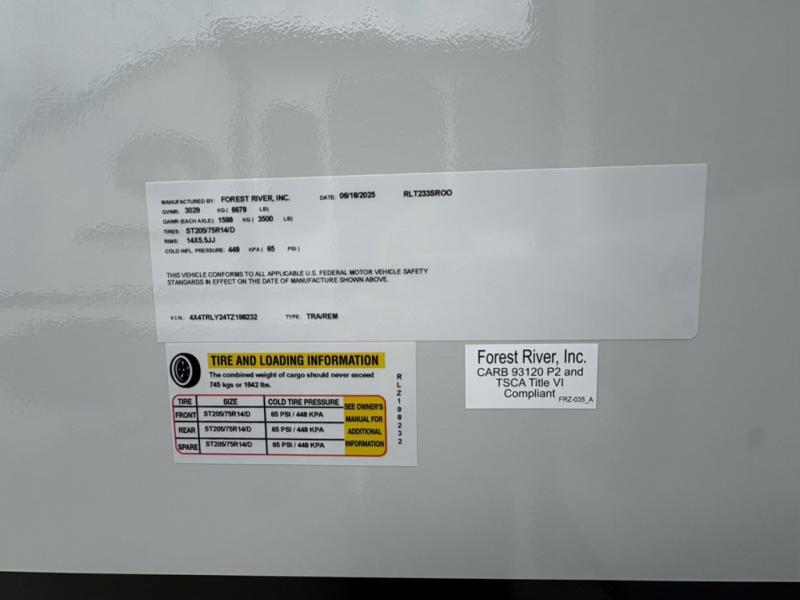 MANUFACTURED BY: FOREST RIVER, INC. DATE: 06/18/2025 RLT233SROO
GVWR: 3029 KG ( 6678 LB)
GAWR (EACH AXLE) 1588 KG ( 3500 LB)
TIRES: ST205/75R14/D
RIMS: 14X5.5JJ
COLD INFL. PRESSURE: 448 KPA ( 65 PSI )
THIS VEHICLE CONFORMS TO ALL APPLICABLE U.S. FEDERAL MOTOR VEHICLE SAFETY
STANDARDS IN EFFECT ON THE DATE OF MANUFACTURE SHOWN ABOVE.
V.I.N.: 4X4TRLY24TZ198232 TYPE: TRA/REM
TIRE AND LOADING INFORMATION
The combined weight of cargo should never exceed
745 kgs or 1642 lbs.
TIRE SIZE COLD TIRE PRESSURE SEE OWNER'S MANUAL FOR ADDITIONAL INFORMATION
FRONT ST205/75R14/D 65 PSI / 448 KPA
REAR ST205/75R14/D 65 PSI / 448 KPA
SPARE ST205/75R14/D 65 PSI / 448 KPA
RLZ198232
Forest River, Inc.
CARB 93120 P2 and
TSCA Title VI
Compliant FRZ-035_A